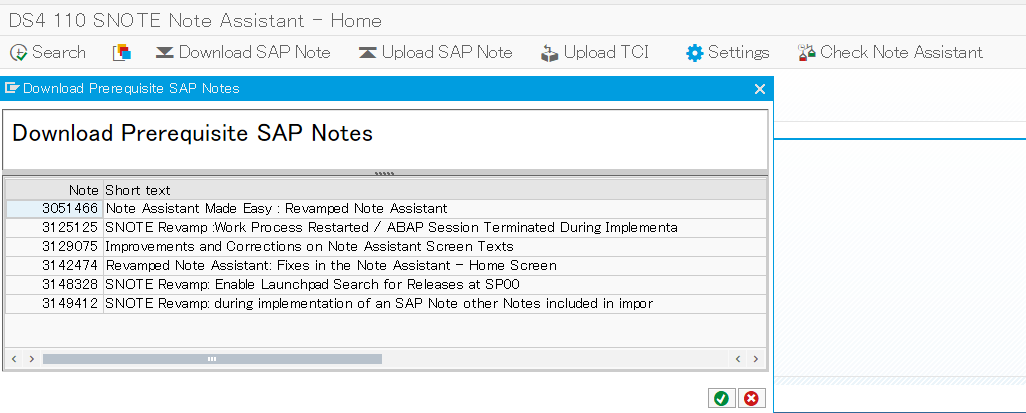 DS4 110 SNOTE Note Assistant - Home
Search Download SAP Note Upload SAP Note Upload TCI Settings Check Note Assistant
Download Prerequisite SAP Notes
Download Prerequisite SAP Notes
Note Short text
3051466 Note Assistant Made Easy : Revamped Note Assistant
3125125 SNOTE Revamp :Work Process Restarted / ABAP Session Terminated During Implementa
3129075 Improvements and Corrections on Note Assistant Screen Texts
3142474 Revamped Note Assistant: Fixes in the Note Assistant - Home Screen
3148328 SNOTE Revamp: Enable Launchpad Search for Releases at SP00
3149412 SNOTE Revamp: during implementation of an SAP Note other Notes included in impor